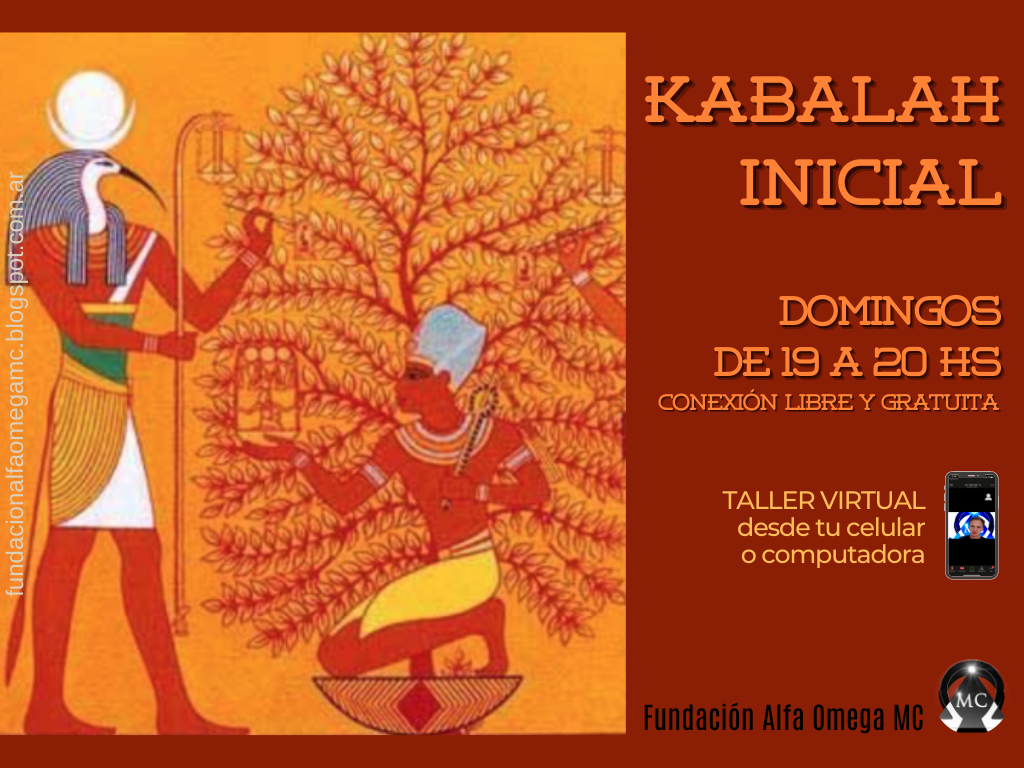 KABALAH
INICIAL
DOMINGOS
DE 19 A 20 HS
CONEXIÓN LIBRE Y GRATUITA
TALLER VIRTUAL
desde tu celular
o computadora
Fundación Alfa Omega MC
MC
fundacionalfaomegamc.blogspot.com.ar